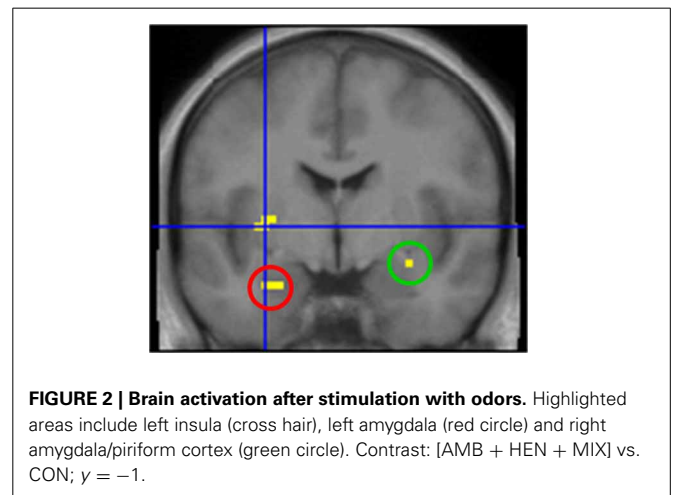 FIGURE 2 | Brain activation after stimulation with odors. Highlighted
areas include left insula (cross hair), left amygdala (red circle) and right
amygdala/piriform cortex (green circle). Contrast: [AMB + HEN + MIX] vs.
CON; y = −1.